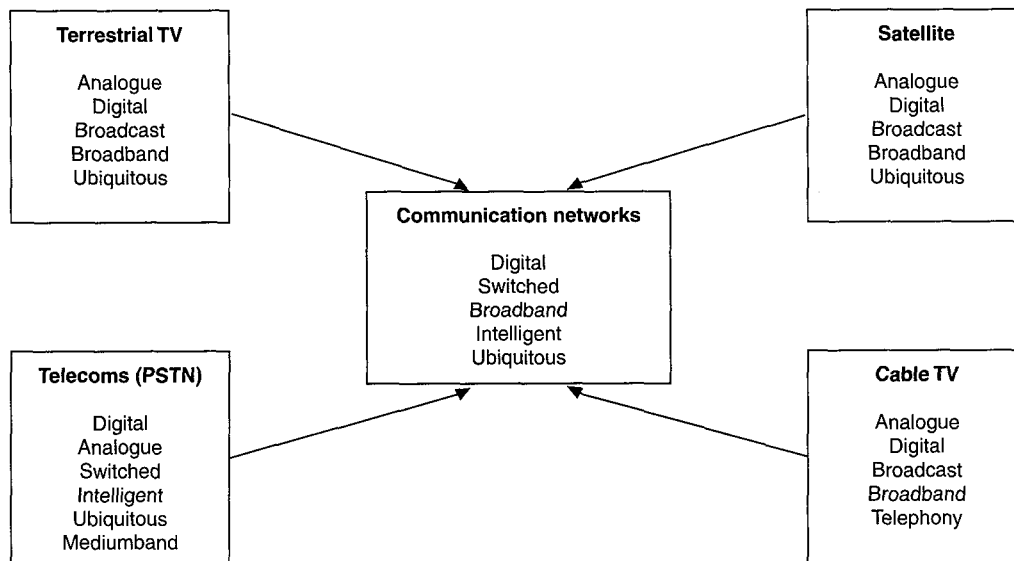 Terrestrial TV
Analogue
Digital
Broadcast
Broadband
Ubiquitous
Satellite
Analogue
Digital
Broadcast
Broadband
Ubiquitous
Communication networks
Digital
Switched
Broadband
Intelligent
Ubiquitous
Telecoms (PSTN)
Digital
Analogue
Switched
Intelligent
Ubiquitous
Mediumband
Cable TV
Analogue
Digital
Broadcast
Broadband
Telephony